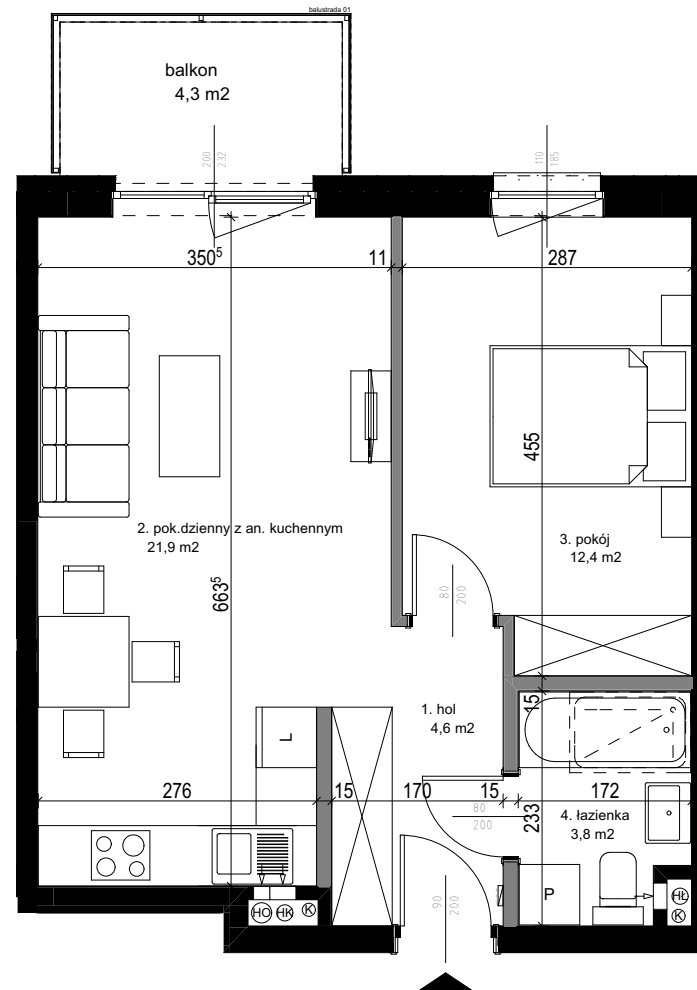 balustrada 01
balkon
4,3 m2
200
232
110
185
350⁵
11
287
455
2. pok.dzienny z an. kuchennym
21,9 m2
3. pokój
12,4 m2
663⁵
80
200
1. hol
4,6 m2
15
L
276
15
170
15
172
80
200
233
4. łazienka
3,8 m2
90
200
P
HO
HK
K
HŁ
K